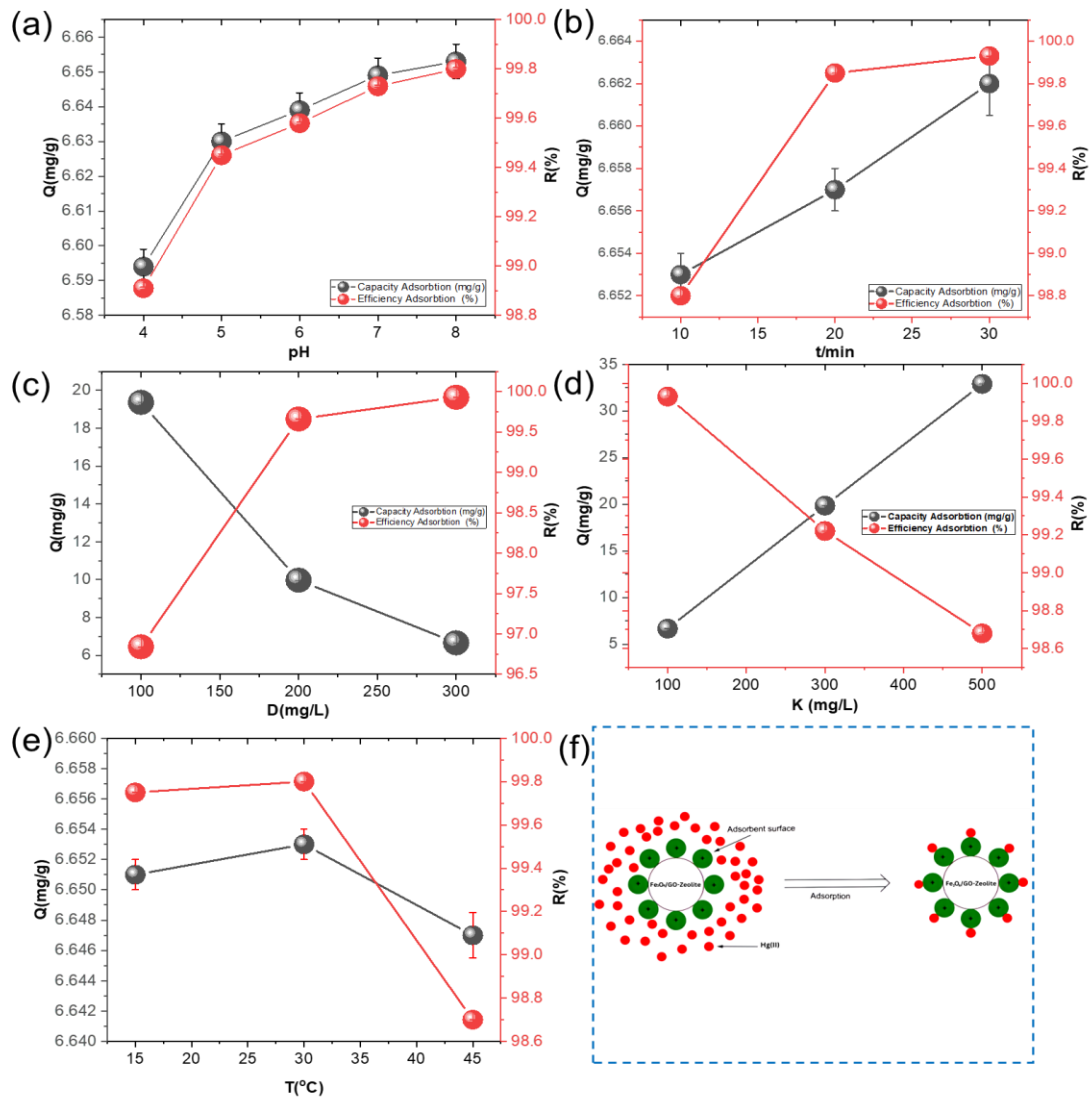 (a)
6.66
6.65
6.64
6.63
6.62
6.61
6.60
6.59
6.58
Q(mg/g)
100.0
99.8
99.6
99.4
99.2
99.0
98.8
R(%)
Capacity Adsorbtion (mg/g)
Efficiency Adsorbtion (%)
4 5 6 7 8
pH
(b)
6.664
6.662
6.660
6.658
6.656
6.654
6.652
Q(mg/g)
100.0
99.8
99.6
99.4
99.2
99.0
98.8
R(%)
Capacity Adsorbtion (mg/g)
Efficiency Adsorbtion (%)
10 15 20 25 30
t/min
(c)
20
18
16
14
12
10
8
6
Q(mg/g)
100.0
99.5
99.0
98.5
98.0
97.5
97.0
96.5
R(%)
Capacity Adsorbtion (mg/g)
Efficiency Adsorbtion (%)
100 150 200 250 300
D(mg/L)
(d)
35
30
25
20
15
10
5
Q(mg/g)
100.0
99.8
99.6
99.4
99.2
99.0
98.8
98.6
R(%)
Capacity Adsorbtion (mg/g)
Efficiency Adsorbtion (%)
100 200 300 400 500
K (mg/L)
(e)
6.660
6.658
6.656
6.654
6.652
6.650
6.648
6.646
6.644
6.642
6.640
Q(mg/g)
100.0
99.8
99.6
99.4
99.2
99.0
98.8
98.6
R(%)
15 20 25 30 35 40 45
T(°C)
(f)
Adsorbent surface
Fe₃O₄/GO-Zeolite
Hg(II)
Adsorption
Fe₃O₄/GO-Zeolite